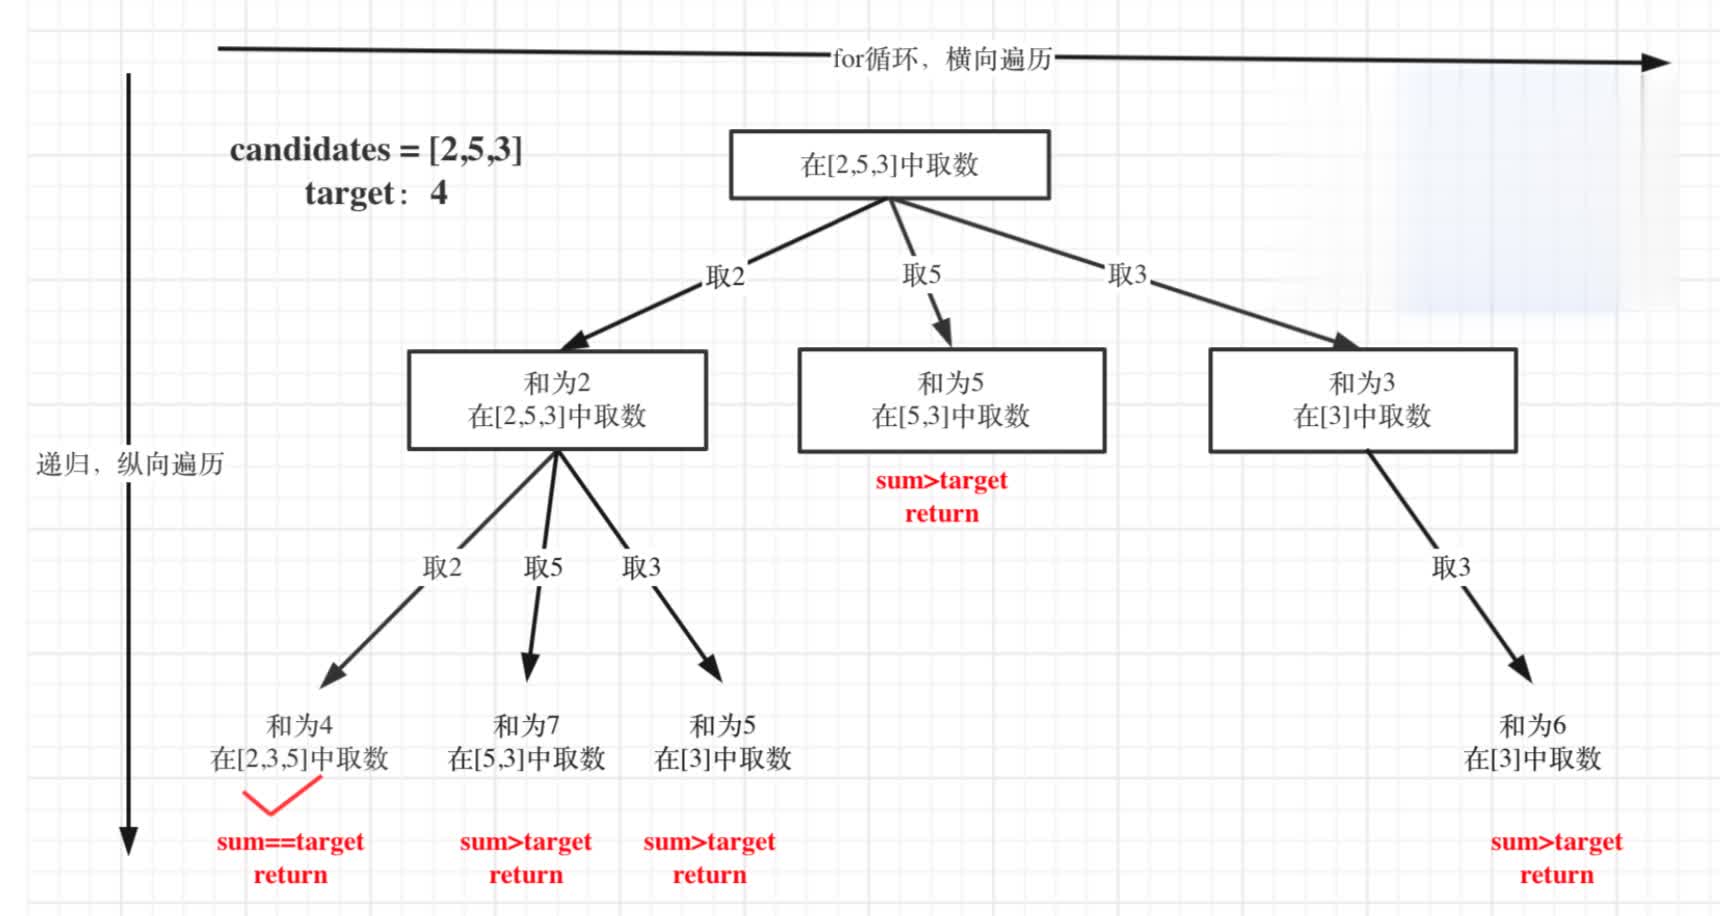 for循环，横向遍历
candidates = [2,5,3]
target：4
在[2,5,3]中取数
取2
取5
取3
和为2
在[2,5,3]中取数
和为5
在[5,3]中取数
和为3
在[3]中取数
递归，纵向遍历
sum>target
return
取2
取5
取3
取3
和为4
在[2,3,5]中取数
和为7
在[5,3]中取数
和为5
在[3]中取数
和为6
在[3]中取数
sum==target
return
sum>target
return
sum>target
return
sum>target
return